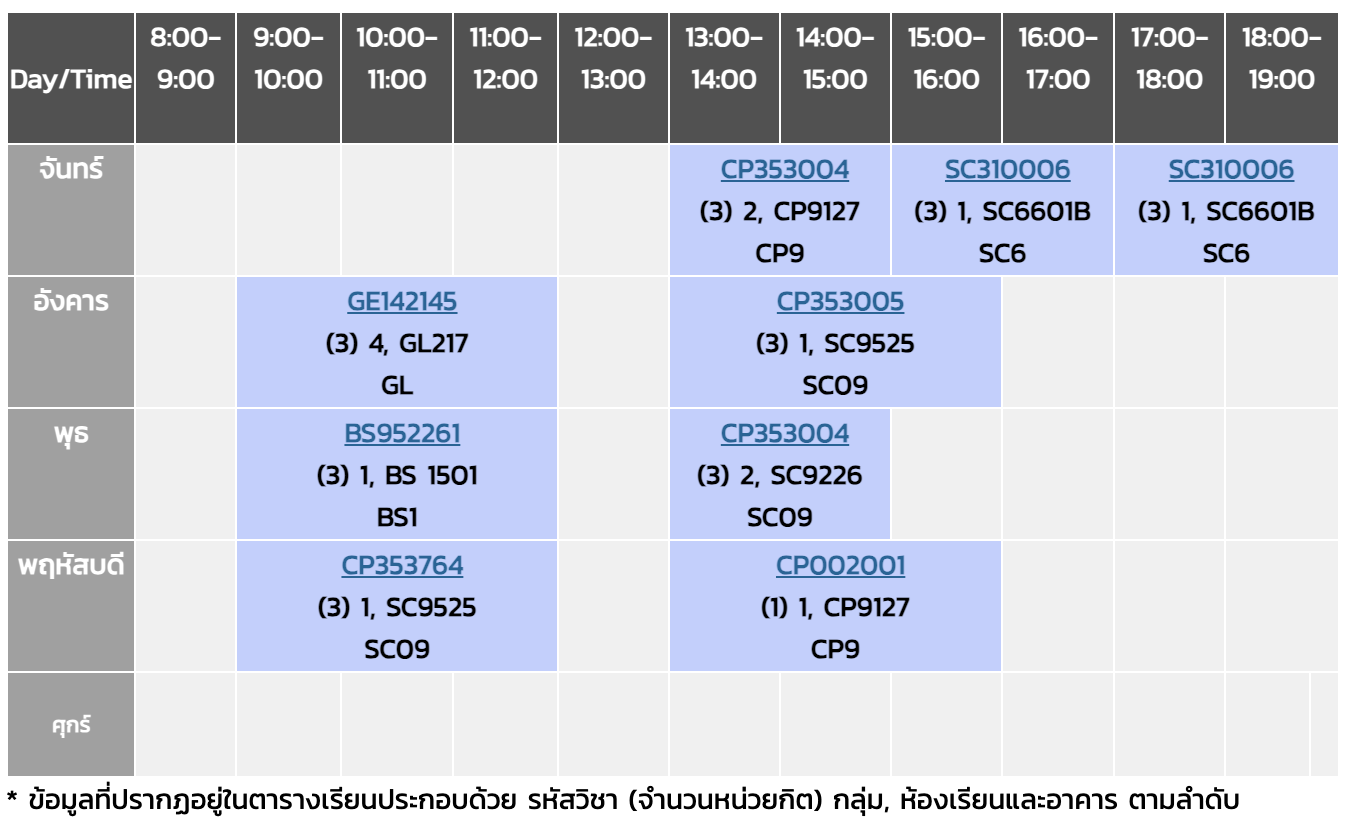 Day/Time 8:00– 9:00– 10:00– 11:00– 12:00– 13:00– 14:00– 15:00– 16:00– 17:00– 18:00–
9:00 10:00 11:00 12:00 13:00 14:00 15:00 16:00 17:00 18:00 19:00
จันทร์ CP353004 SC310006 SC310006
(3) 2, CP9127 (3) 1, SC6601B (3) 1, SC6601B
CP9 SC6 SC6
อังคาร GE142145 CP353005
(3) 4, GL217 (3) 1, SC9525
GL SC09
พุธ BS952261 CP353004
(3) 1, BS 1501 (3) 2, SC9226
BS1 SC09
พฤหัสบดี CP353764 CP002001
(3) 1, SC9525 (1) 1, CP9127
SC09 CP9
ศุกร์
* ข้อมูลที่ปรากฏอยู่ในตารางเรียนประกอบด้วย รหัสวิชา (จำนวนหน่วยกิต) กลุ่ม, ห้องเรียนและอาคาร ตามลำดับ